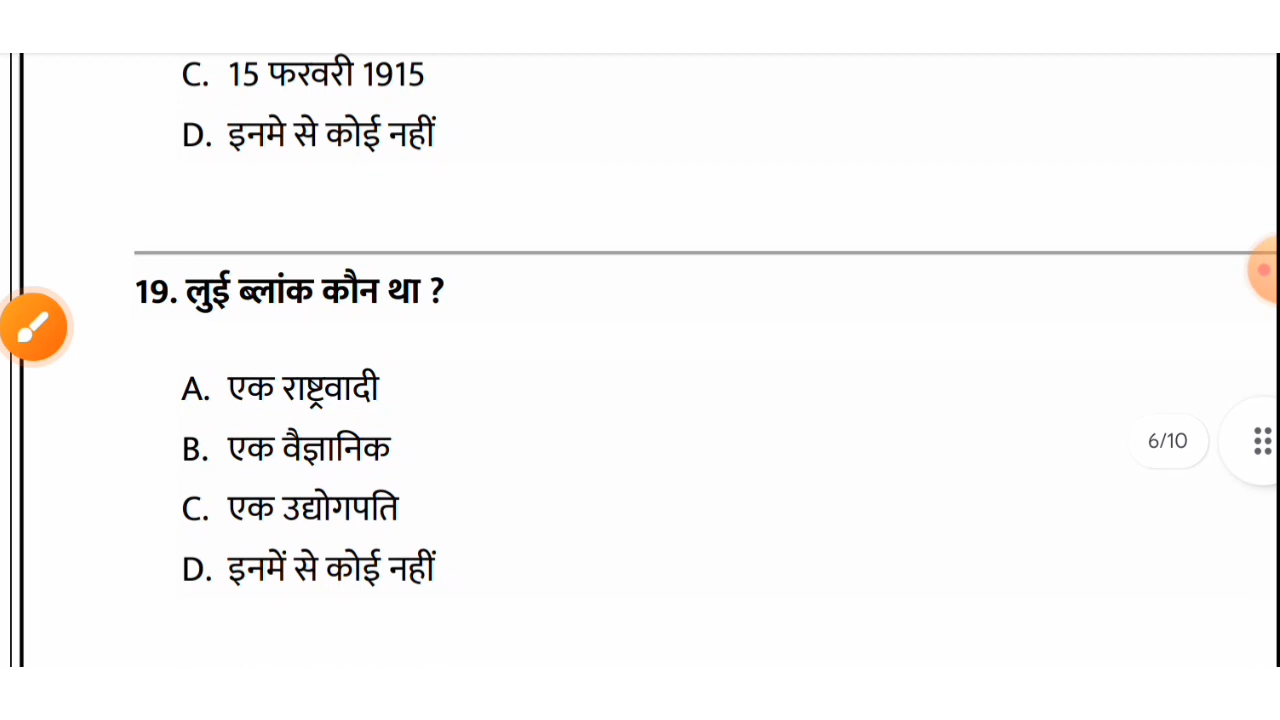 C. 15 फरवरी 1915
D. इनमे से कोई नहीं
19. लुई ब्लांक कौन था ?
A. एक राष्ट्रवादी
B. एक वैज्ञानिक
6/10
C. एक उद्योगपति
D. इनमें से कोई नहीं